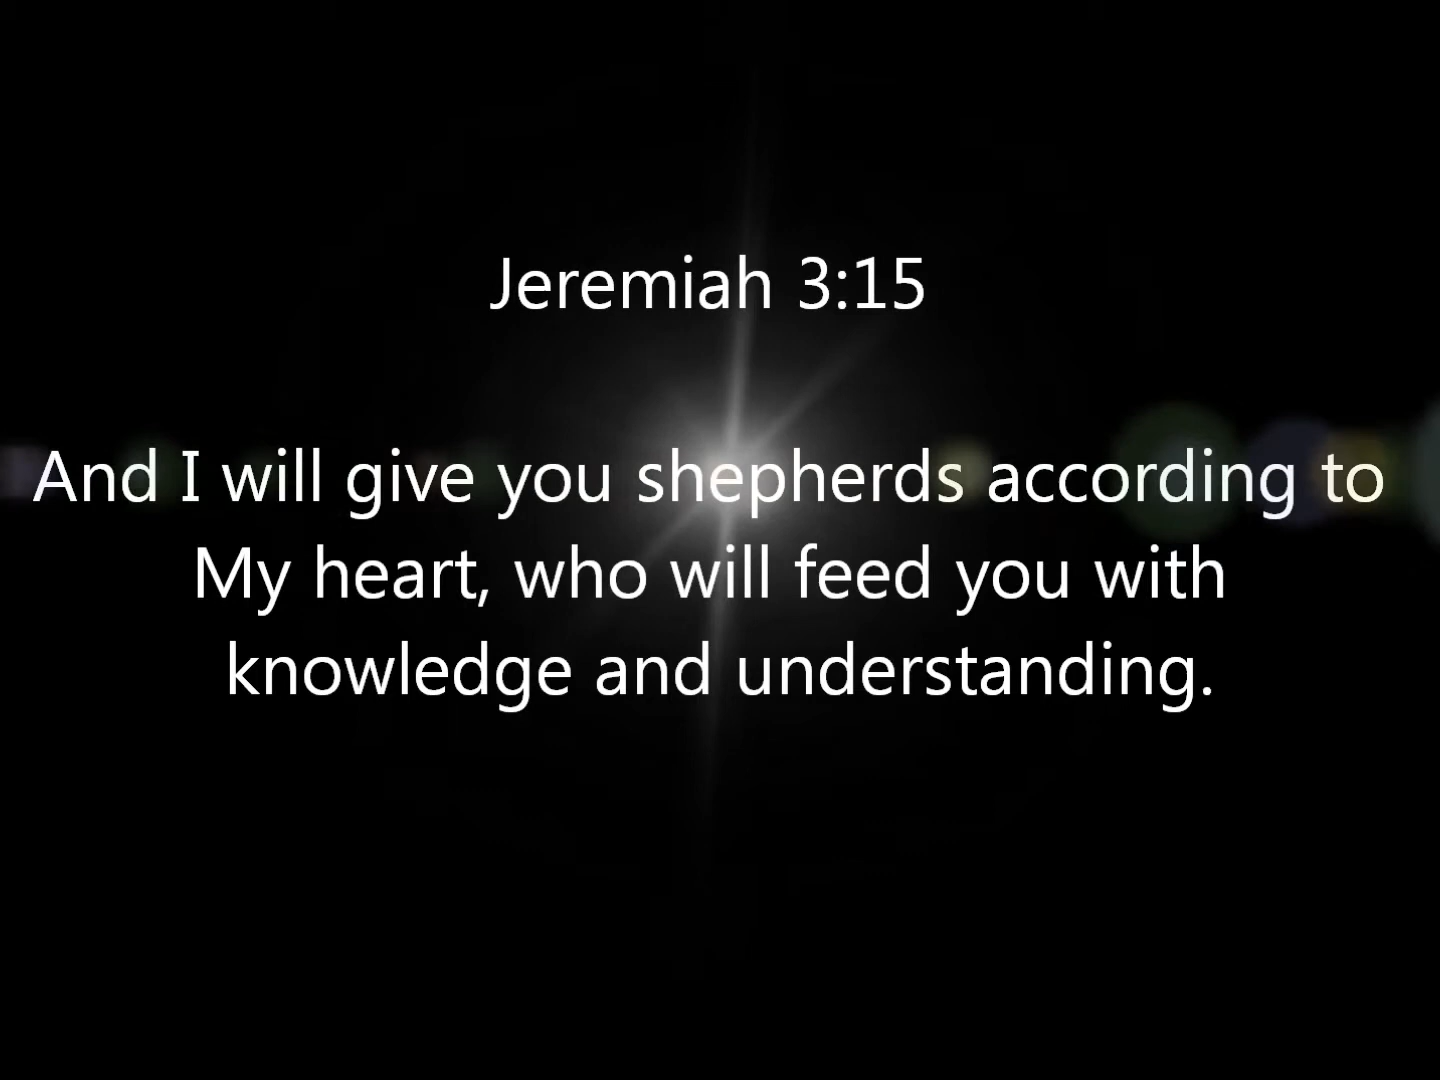 Jeremiah 3:15
And I will give you shepherds according to
My heart, who will feed you with
knowledge and understanding.